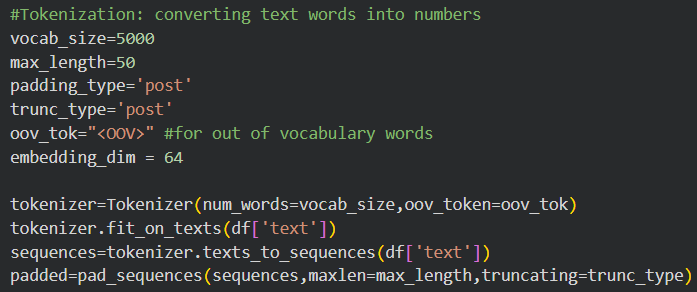 #Tokenization: converting text words into numbers
vocab_size=5000
max_length=50
padding_type='post'
trunc_type='post'
oov_tok="<OOV>" #for out of vocabulary words
embedding_dim = 64
tokenizer=Tokenizer(num_words=vocab_size,oov_token=oov_tok)
tokenizer.fit_on_texts(df['text'])
sequences=tokenizer.texts_to_sequences(df['text'])
padded=pad_sequences(sequences,maxlen=max_length,truncating=trunc_type)